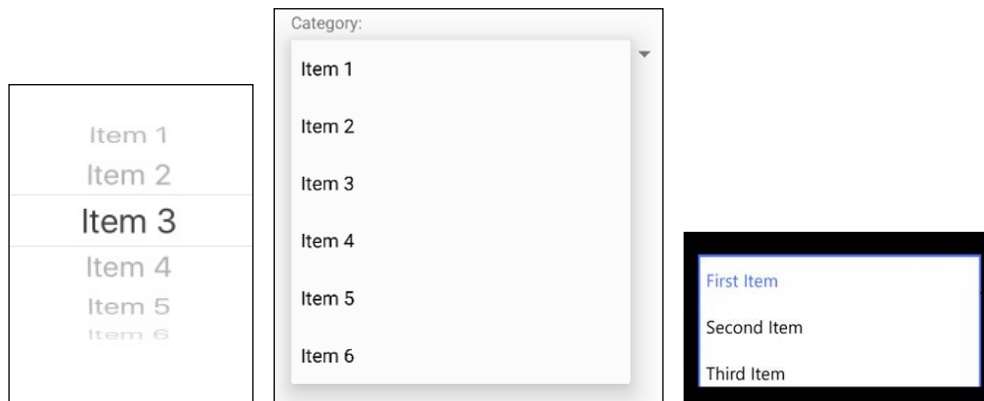 Item 1
Item 2
Item 3
Item 4
Item 5
Item 6
Category:
Item 1
Item 2
Item 3
Item 4
Item 5
Item 6
First Item
Second Item
Third Item